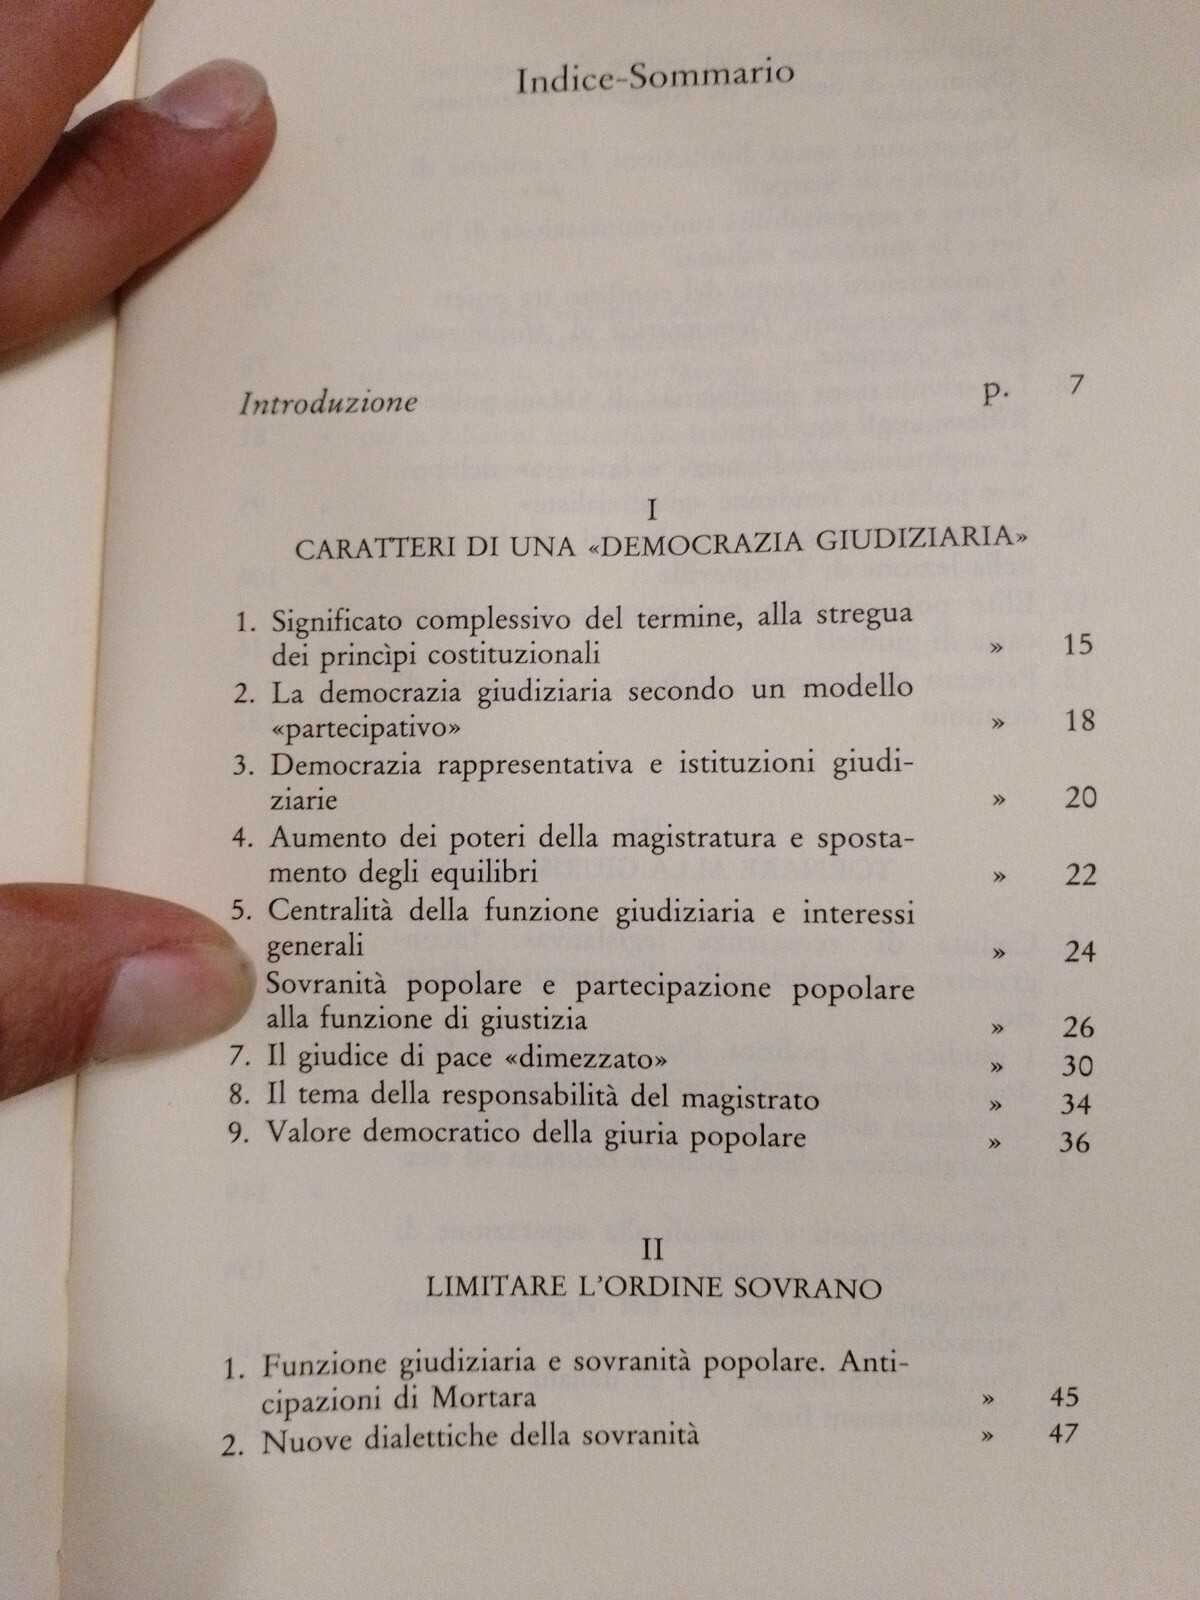 Indice-Sommario
Introduzione p. 7
I
CARATTERI DI UNA «DEMOCRAZIA GIUDIZIARIA»
1. Significato complessivo del termine, alla stregua
dei princìpi costituzionali » 15
2. La democrazia giudiziaria secondo un modello
«partecipativo» » 18
3. Democrazia rappresentativa e istituzioni giudi-
ziarie » 20
4. Aumento dei poteri della magistratura e sposta-
mento degli equilibri » 22
5. Centralità della funzione giudiziaria e interessi
generali » 24
Sovranità popolare e partecipazione popolare
alla funzione di giustizia » 26
7. Il giudice di pace «dimezzato» » 30
8. Il tema della responsabilità del magistrato » 34
9. Valore democratico della giuria popolare » 36
II
LIMITARE L'ORDINE SOVRANO
1. Funzione giudiziaria e sovranità popolare. Anti-
cipazioni di Mortara » 45
2. Nuove dialettiche della sovranità » 47